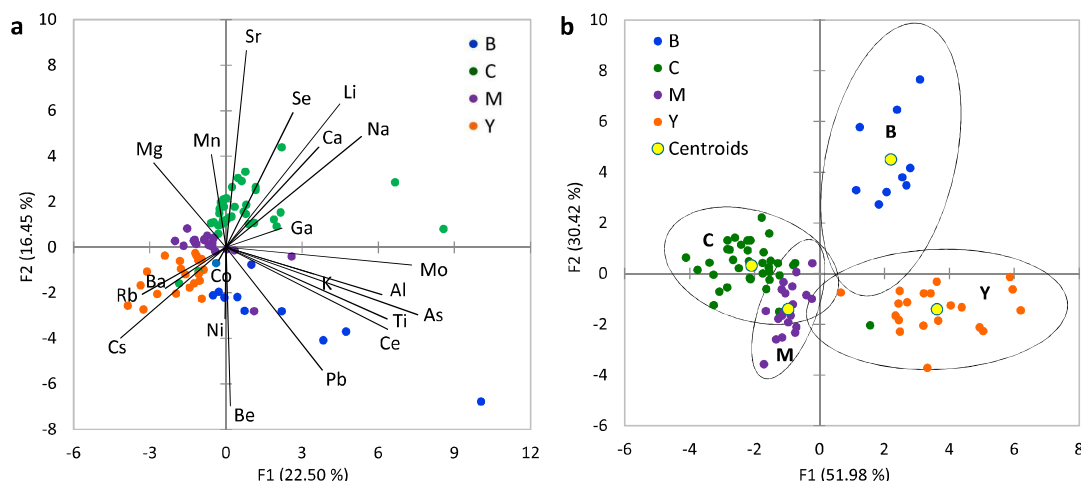 a
10
8
6
4
2
0
-2
-4
-6
-8
-6
-3
0
3
6
9
12
F2 (16.45 %)
F1 (22.50 %)
Sr
Se
Li
Ca
Na
Mn
Mg
Ga
Mo
Co
K
Ba
Al
Rb
As
Ti
Ni
Ce
Cs
Pb
Be
B
C
M
Y
b
10
8
6
4
2
0
-2
-4
-6
-6
-4
-2
0
2
4
6
8
F2 (30.42 %)
F1 (51.98 %)
B
C
M
Y
Centroids
B
C
Y
M